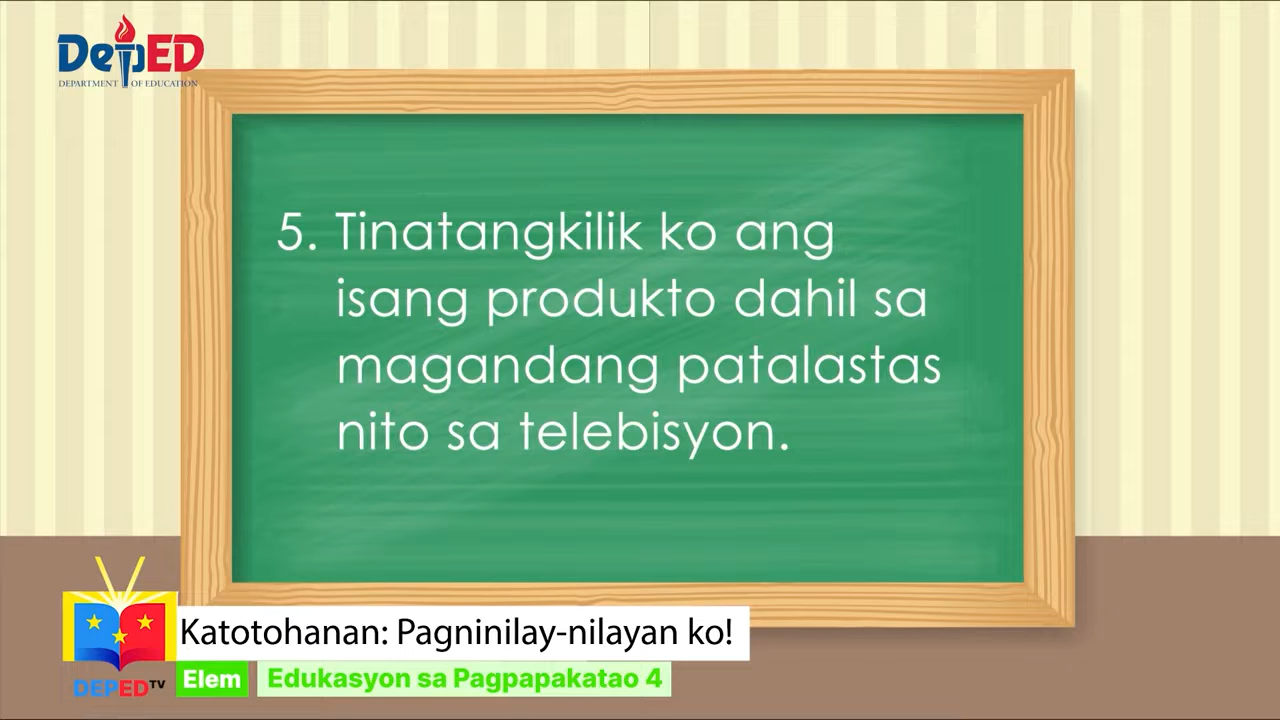 DepED
DEPARTMENT OF EDUCATION
5. Tinatangkilik ko ang
isang produkto dahil sa
magandang patalastas
nito sa telebisyon.
Katotohanan: Pagninilay-nilayan ko!
DEPED TV
Elem
Edukasyon sa Pagpapakatao 4